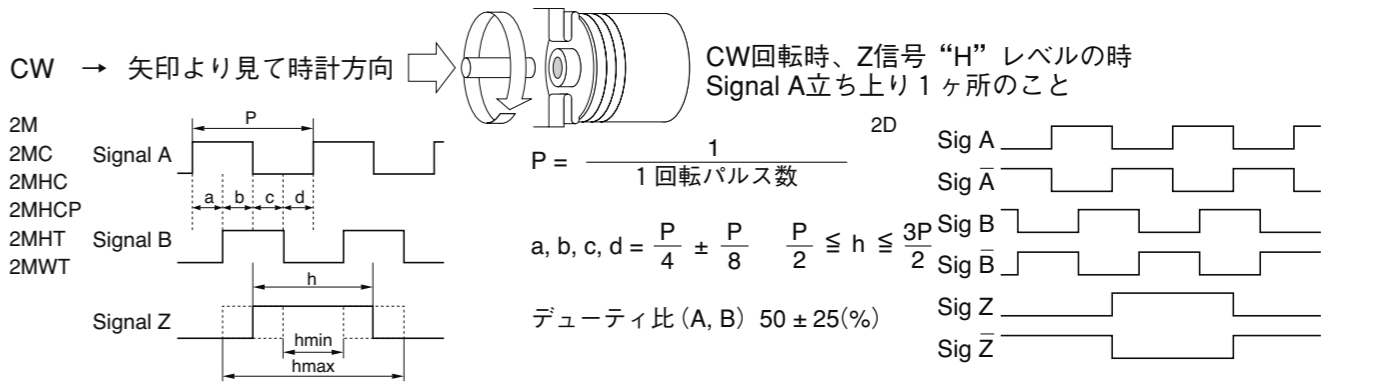 CW → 矢印より見て時計方向
CW回転時、Z信号“H”レベルの時
Signal A立ち上り1ヶ所のこと
2M
2MC
2MHC
2MHCP
2MHT
2MWT
Signal A
P
a b c d
Signal B
h
Signal Z
hmin
hmax
P = 1 / 1回転パルス数
a, b, c, d = P/4 ± P/8 P/2 ≦ h ≦ 3P/2
デューティ比 (A, B) 50 ± 25(%)
2D
Sig A
Sig A̅
Sig B
Sig B̅
Sig Z
Sig Z̅